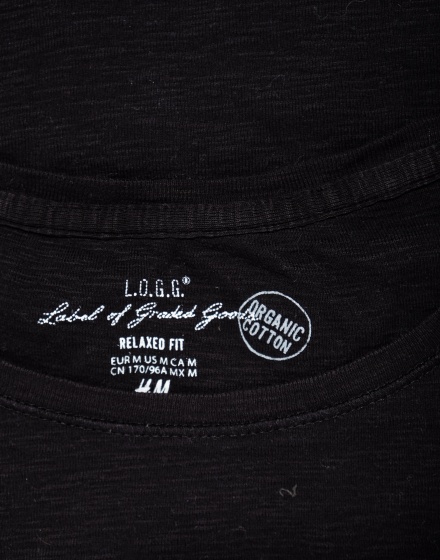 L.O.G.G.®
Label of Graded Goods
ORGANIC
COTTON
RELAXED FIT
EUR M US M CA M
CN 170/96A MX M
H&M